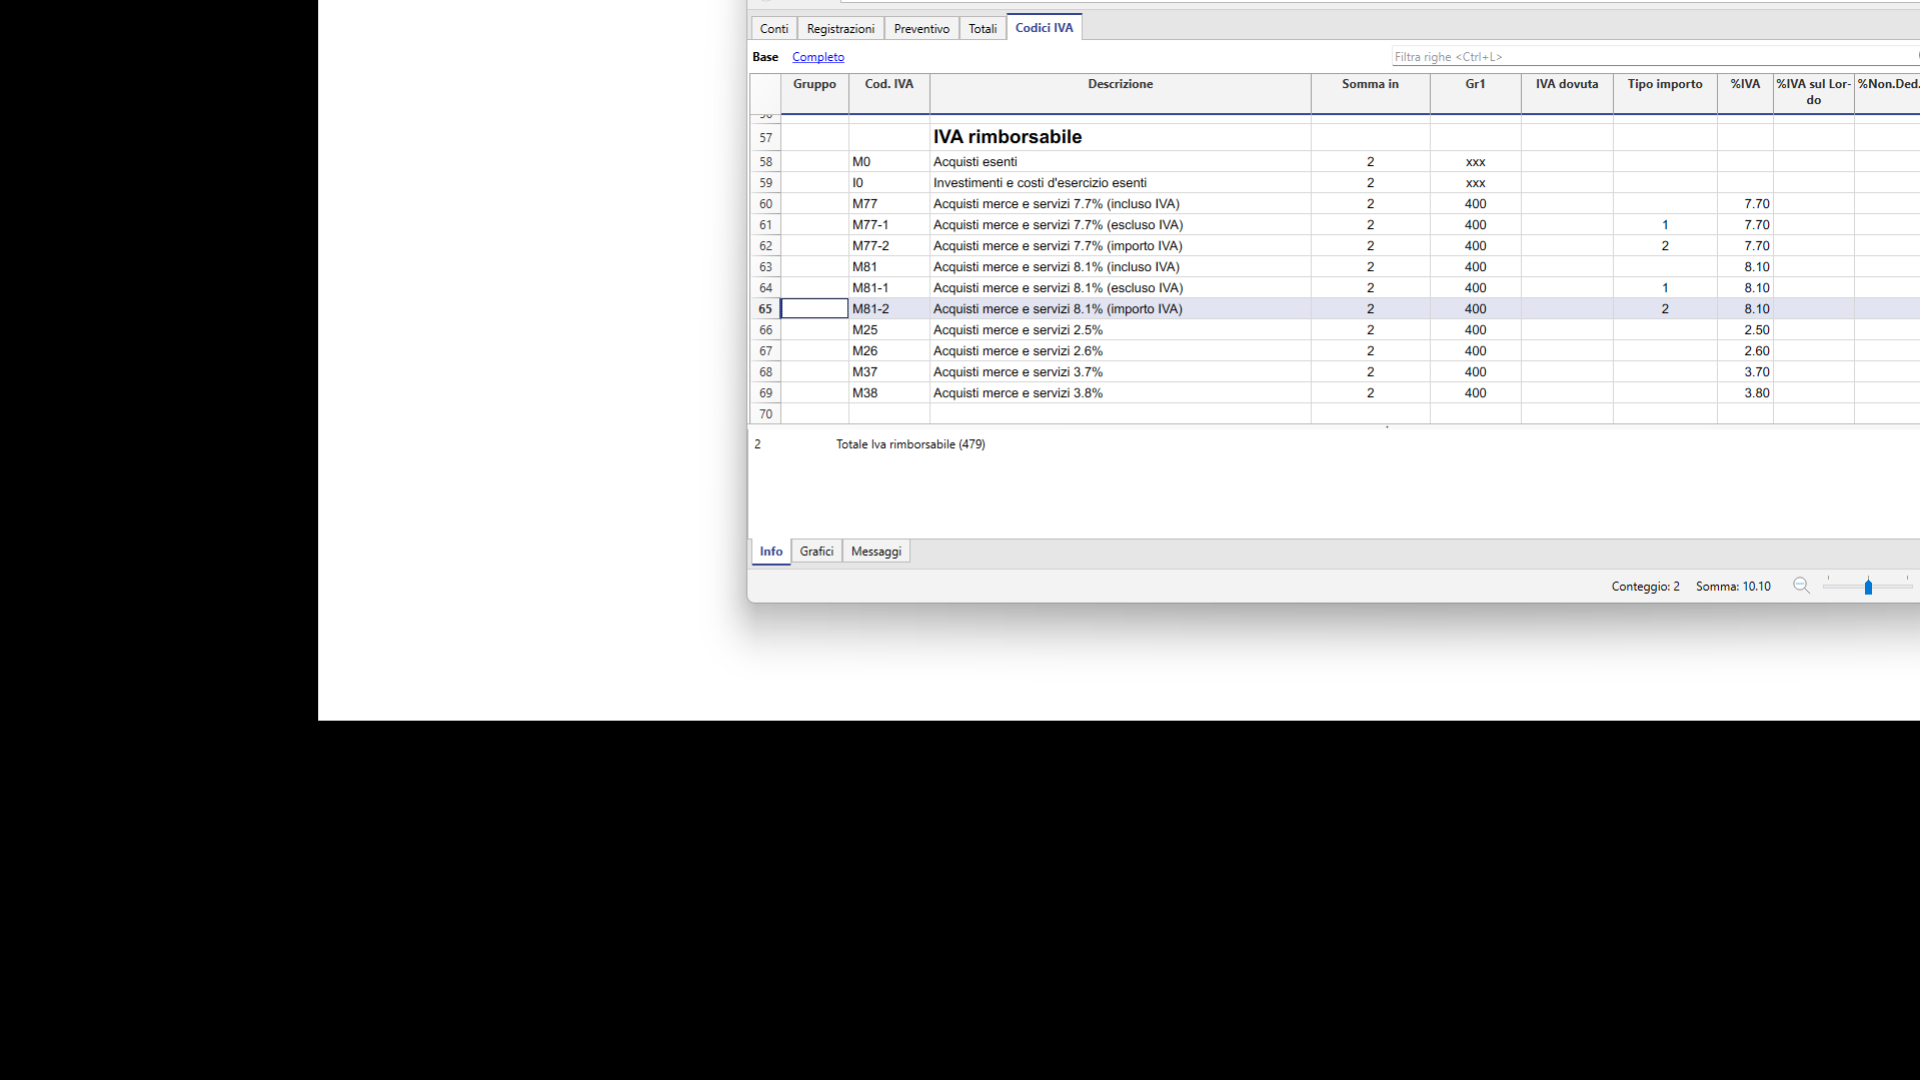 Conti Registrazioni Preventivo Totali Codici IVA
Base Completo Filtra righe <Ctrl+L>
Gruppo Cod. IVA Descrizione Somma in Gr1 IVA dovuta Tipo importo %IVA %IVA sul Lor- %Non.Ded.
do
57 IVA rimborsabile
58 M0 Acquisti esenti 2 xxx
59 I0 Investimenti e costi d'esercizio esenti 2 xxx
60 M77 Acquisti merce e servizi 7.7% (incluso IVA) 2 400 7.70
61 M77-1 Acquisti merce e servizi 7.7% (escluso IVA) 2 400 1 7.70
62 M77-2 Acquisti merce e servizi 7.7% (importo IVA) 2 400 2 7.70
63 M81 Acquisti merce e servizi 8.1% (incluso IVA) 2 400 8.10
64 M81-1 Acquisti merce e servizi 8.1% (escluso IVA) 2 400 1 8.10
65 M81-2 Acquisti merce e servizi 8.1% (importo IVA) 2 400 2 8.10
66 M25 Acquisti merce e servizi 2.5% 2 400 2.50
67 M26 Acquisti merce e servizi 2.6% 2 400 2.60
68 M37 Acquisti merce e servizi 3.7% 2 400 3.70
69 M38 Acquisti merce e servizi 3.8% 2 400 3.80
70
2 Totale Iva rimborsabile (479)
Info Grafici Messaggi
Conteggio: 2 Somma: 10.10